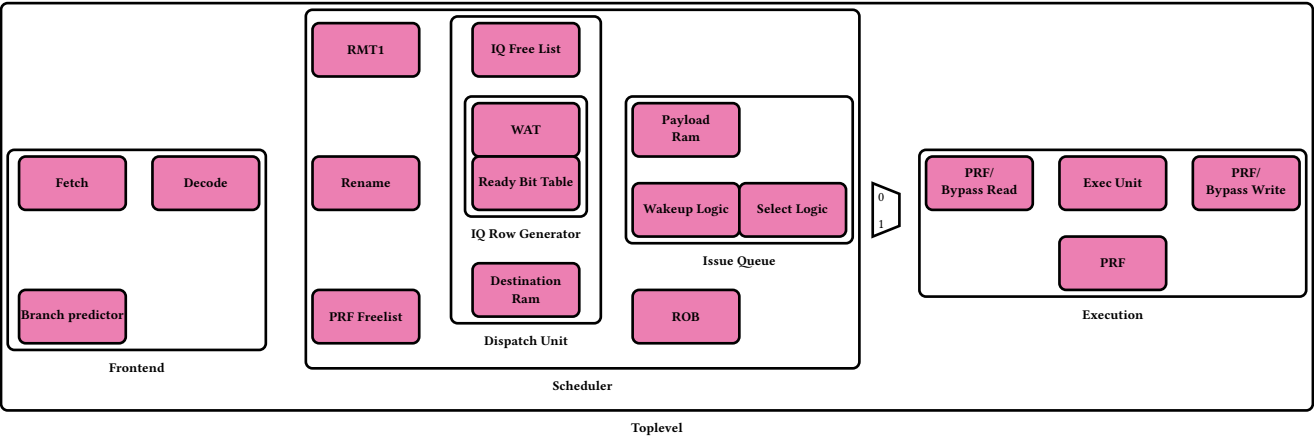 RMT1
IQ Free List
WAT
Payload
Ram
Fetch
Decode
Rename
Ready Bit Table
Wakeup Logic
Select Logic
0
1
PRF/
Bypass Read
Exec Unit
PRF/
Bypass Write
IQ Row Generator
Issue Queue
PRF
Destination
Ram
Branch predictor
PRF Freelist
ROB
Execution
Dispatch Unit
Frontend
Scheduler
Toplevel